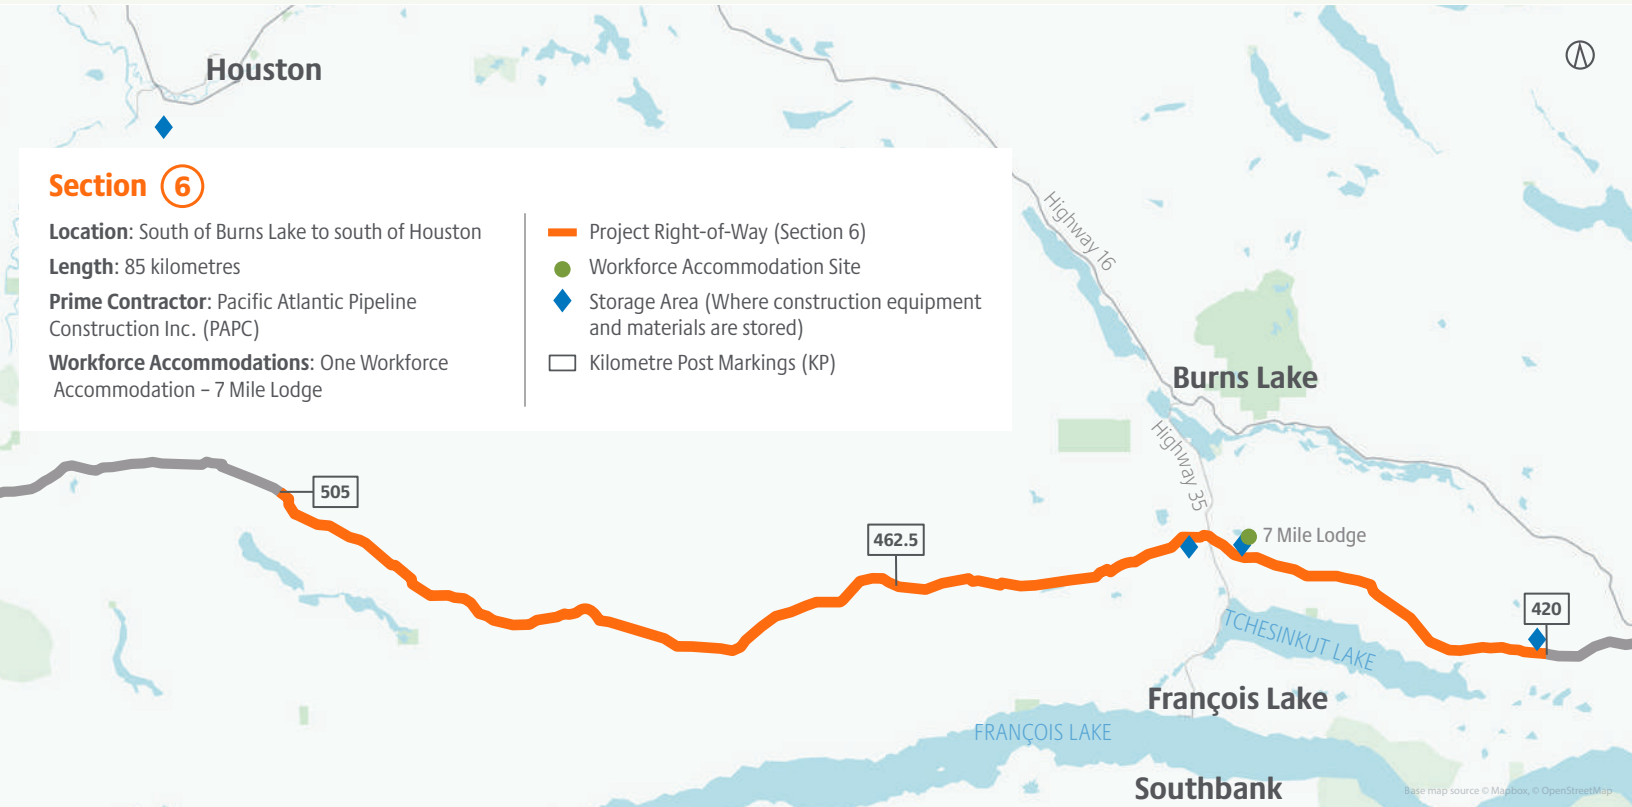 Houston
Section 6
Location: South of Burns Lake to south of Houston
Length: 85 kilometres
Prime Contractor: Pacific Atlantic Pipeline
Construction Inc. (PAPC)
Workforce Accommodations: One Workforce
Accommodation – 7 Mile Lodge
Project Right-of-Way (Section 6)
Workforce Accommodation Site
Storage Area (Where construction equipment
and materials are stored)
Kilometre Post Markings (KP)
Highway 16
Burns Lake
Highway 35
505
462.5
7 Mile Lodge
420
TCHESINKUT LAKE
François Lake
FRANÇOIS LAKE
Southbank
Base map source © Mapbox, © OpenStreetMap